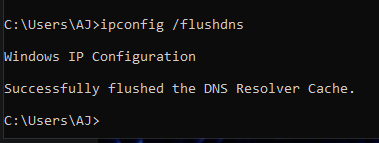 C:\Users\AJ>ipconfig /flushdns
Windows IP Configuration
Successfully flushed the DNS Resolver Cache.
C:\Users\AJ>